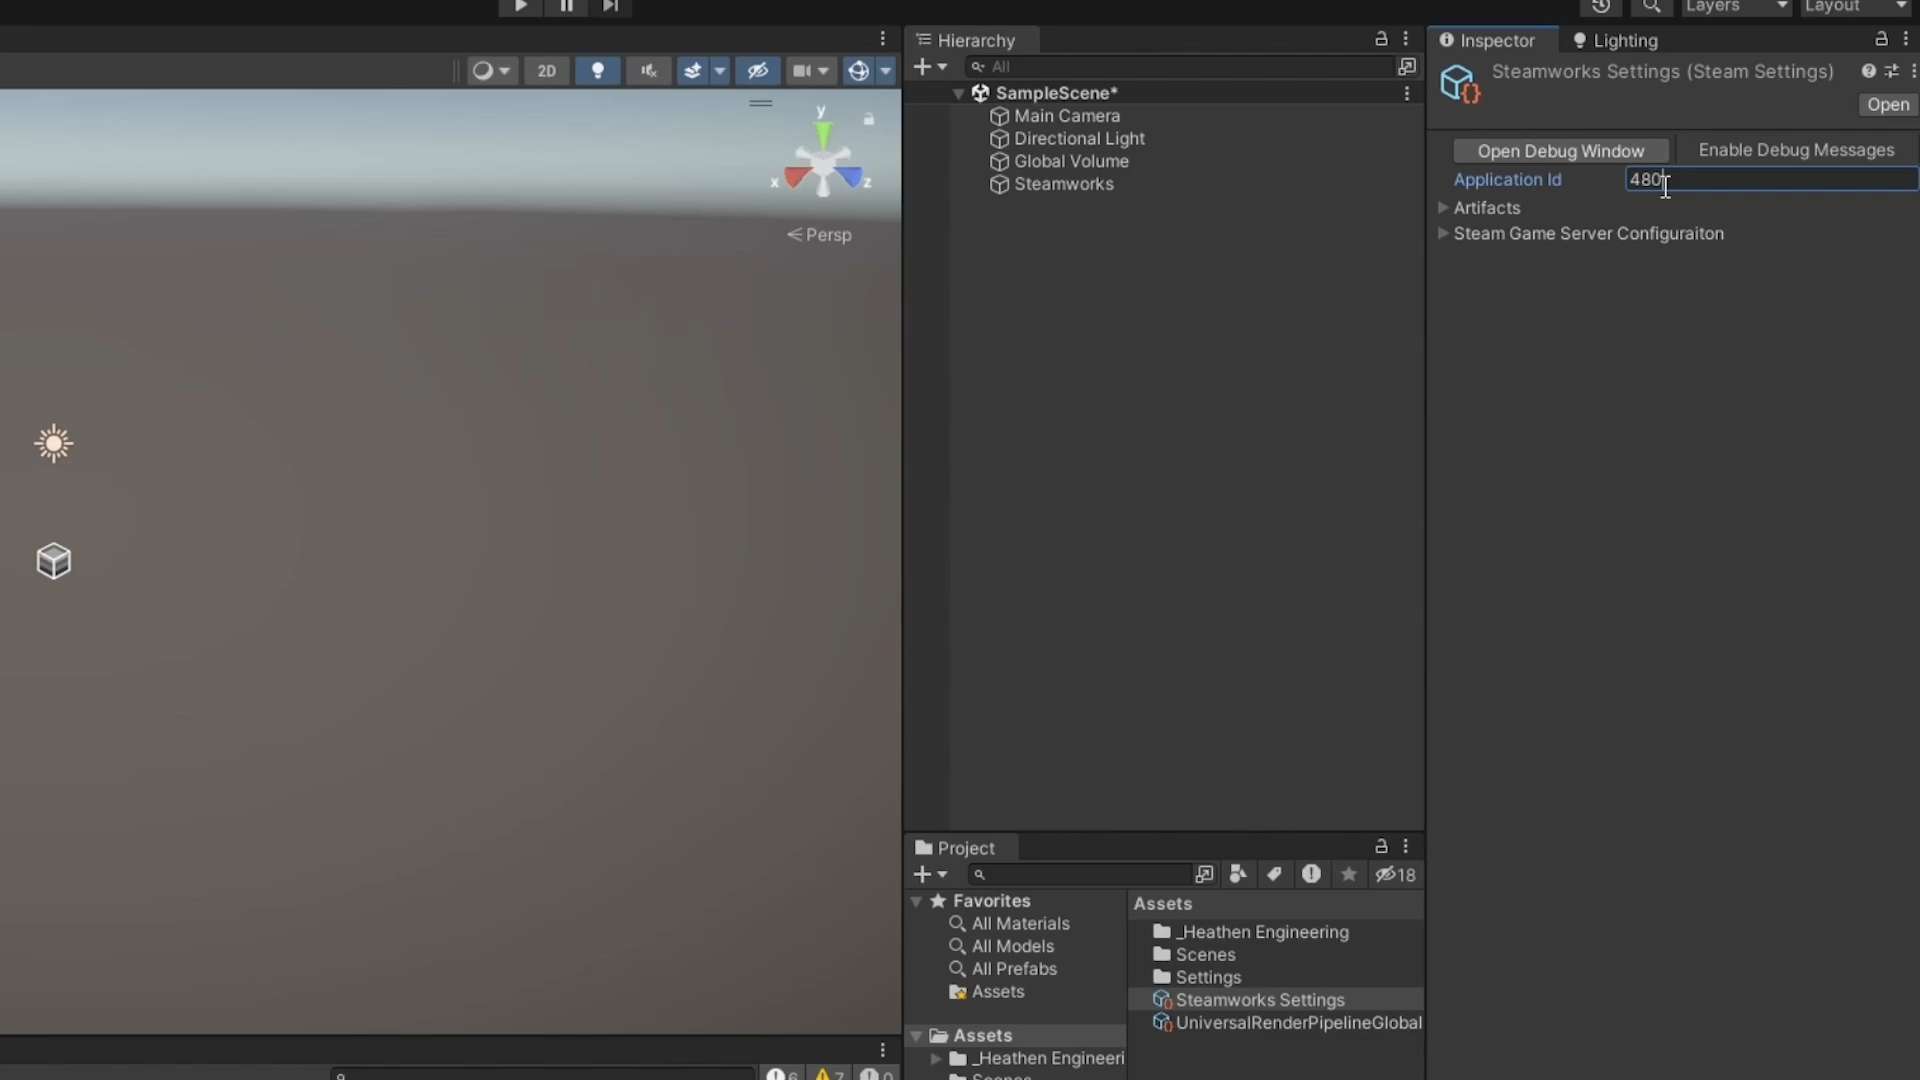 Layers
Layout
Hierarchy
Inspector
Lighting
2D
All
Steamworks Settings (Steam Settings)
Open
SampleScene*
Main Camera
Directional Light
Global Volume
Steamworks
y
x
z
Persp
Open Debug Window
Enable Debug Messages
Application Id
480
Artifacts
Steam Game Server Configuraiton
Project
18
Favorites
All Materials
All Models
All Prefabs
Assets
Assets
_Heathen Engineeri
Assets
_Heathen Engineering
Scenes
Settings
Steamworks Settings
UniversalRenderPipelineGlobal